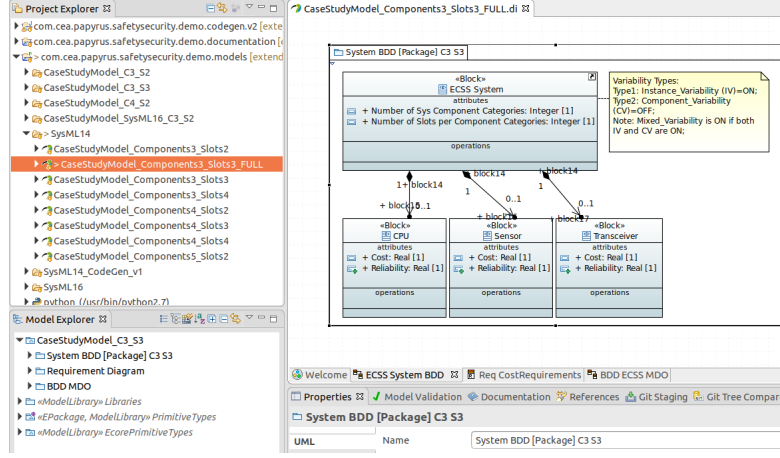 Project Explorer
com.cea.papyrus.safetysecurity.demo.codegen.v2 [exte
com.cea.papyrus.safetysecurity.demo.documentation [
> com.cea.papyrus.safetysecurity.demo.models [extend
CaseStudyModel_C3_S2
CaseStudyModel_C3_S3
CaseStudyModel_C4_S2
CaseStudyModel_SysML16_C3_S2
> SysML14
CaseStudyModel_Components3_Slots2
> CaseStudyModel_Components3_Slots3_FULL
CaseStudyModel_Components3_Slots3
CaseStudyModel_Components3_Slots4
CaseStudyModel_Components4_Slots2
CaseStudyModel_Components4_Slots3
CaseStudyModel_Components4_Slots4
CaseStudyModel_Components5_Slots2
SysML14_CodeGen_v1
SysML16
python (/usr/bin/python2.7)
Model Explorer
CaseStudyModel_C3_S3
System BDD [Package] C3 S3
Requirement Diagram
BDD MDO
«ModelLibrary» Libraries
«EPackage, ModelLibrary» PrimitiveTypes
«ModelLibrary» EcorePrimitiveTypes
CaseStudyModel_Components3_Slots3_FULL.di
System BDD [Package] C3 S3
«Block»
ECSS System
attributes
+ Number of Sys Component Categories: Integer [1]
+ Number of Slots per Component Categories: Integer [1]
operations
Variability Types:
Type1: Instance_Variability (IV)=ON;
Type2: Component_Variability
(CV)=OFF;
Note: Mixed_Variability is ON if both
IV and CV are ON;
1 + block14
+ block14
+ block14
1
1
0..1
0..1
0..1
«Block»
CPU
attributes
+ Cost: Real [1]
+ Reliability: Real [1]
operations
«Block»
Sensor
attributes
+ Cost: Real [1]
+ Reliability: Real [1]
operations
«Block»
Transceiver
attributes
+ Cost: Real [1]
+ Reliability: Real [1]
operations
Welcome
ECSS System BDD
Req CostRequirements
BDD ECSS MDO
Properties
Model Validation
Documentation
References
Git Staging
Git Tree Compar
System BDD [Package] C3 S3
UML
Name
System BDD [Package] C3 S3